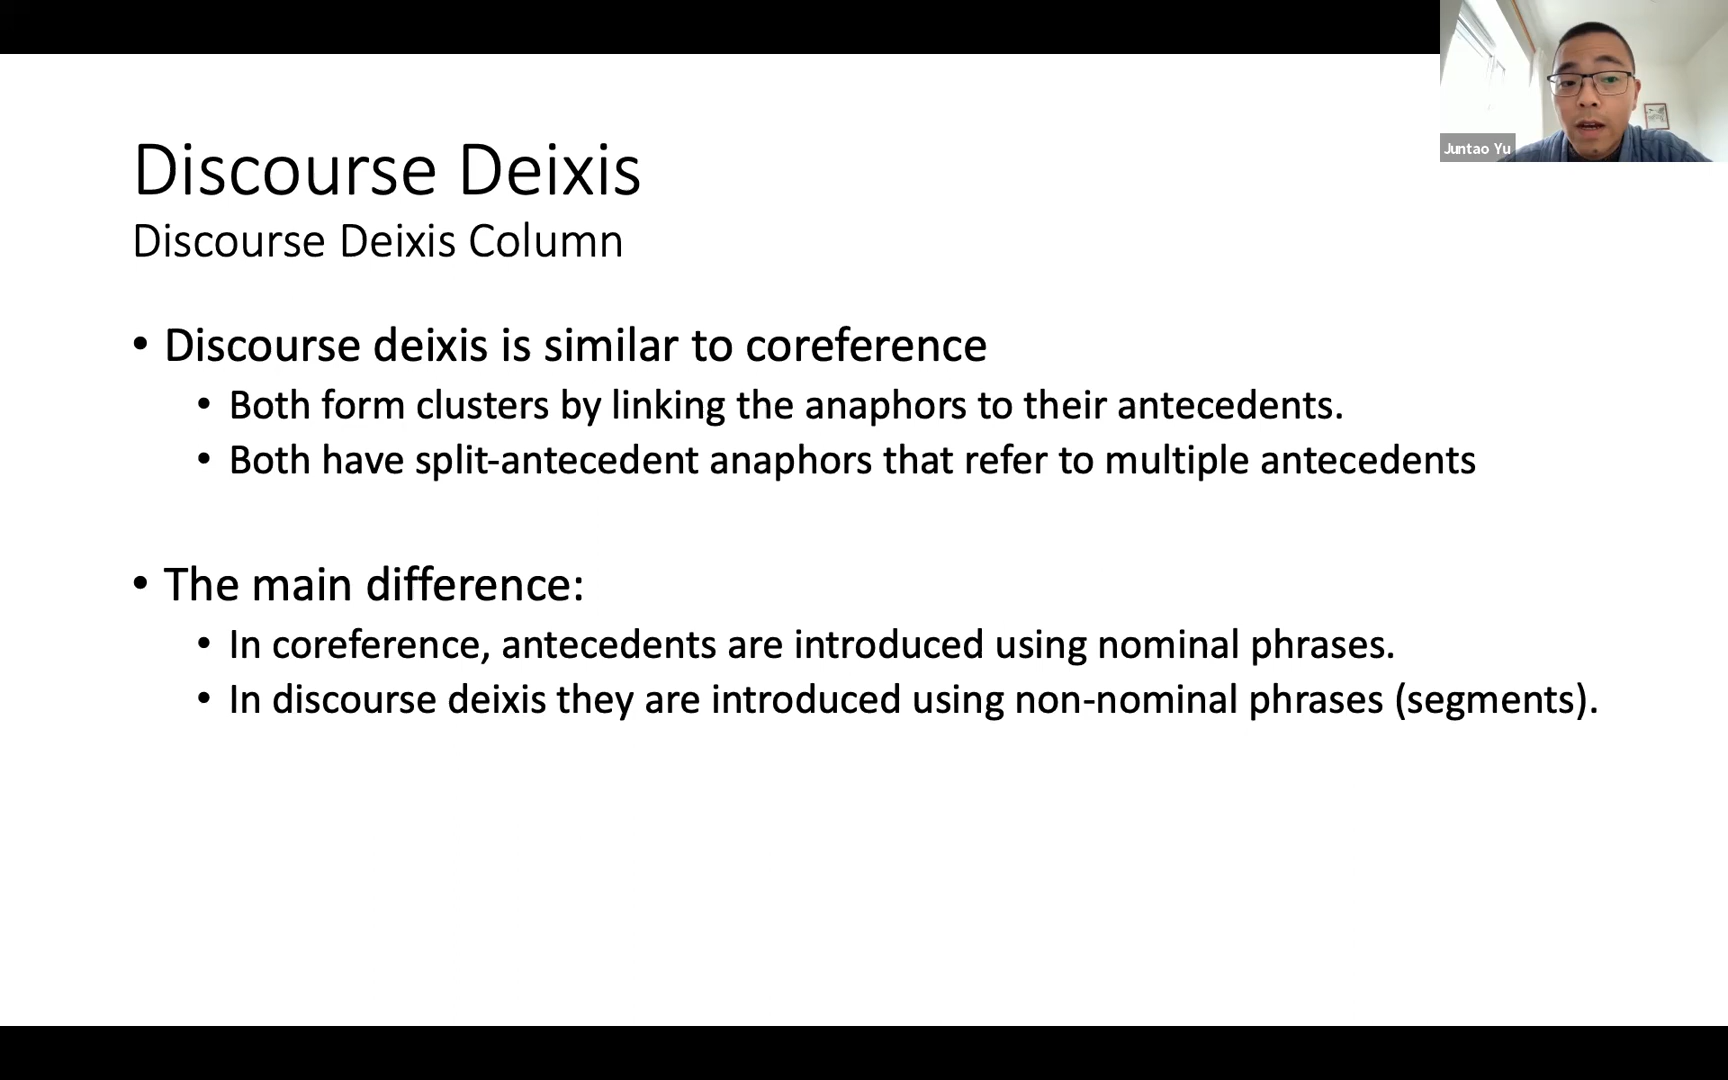 Juntao Yu
Discourse Deixis
Discourse Deixis Column
• Discourse deixis is similar to coreference
• Both form clusters by linking the anaphors to their antecedents.
• Both have split-antecedent anaphors that refer to multiple antecedents
• The main difference:
• In coreference, antecedents are introduced using nominal phrases.
• In discourse deixis they are introduced using non-nominal phrases (segments).